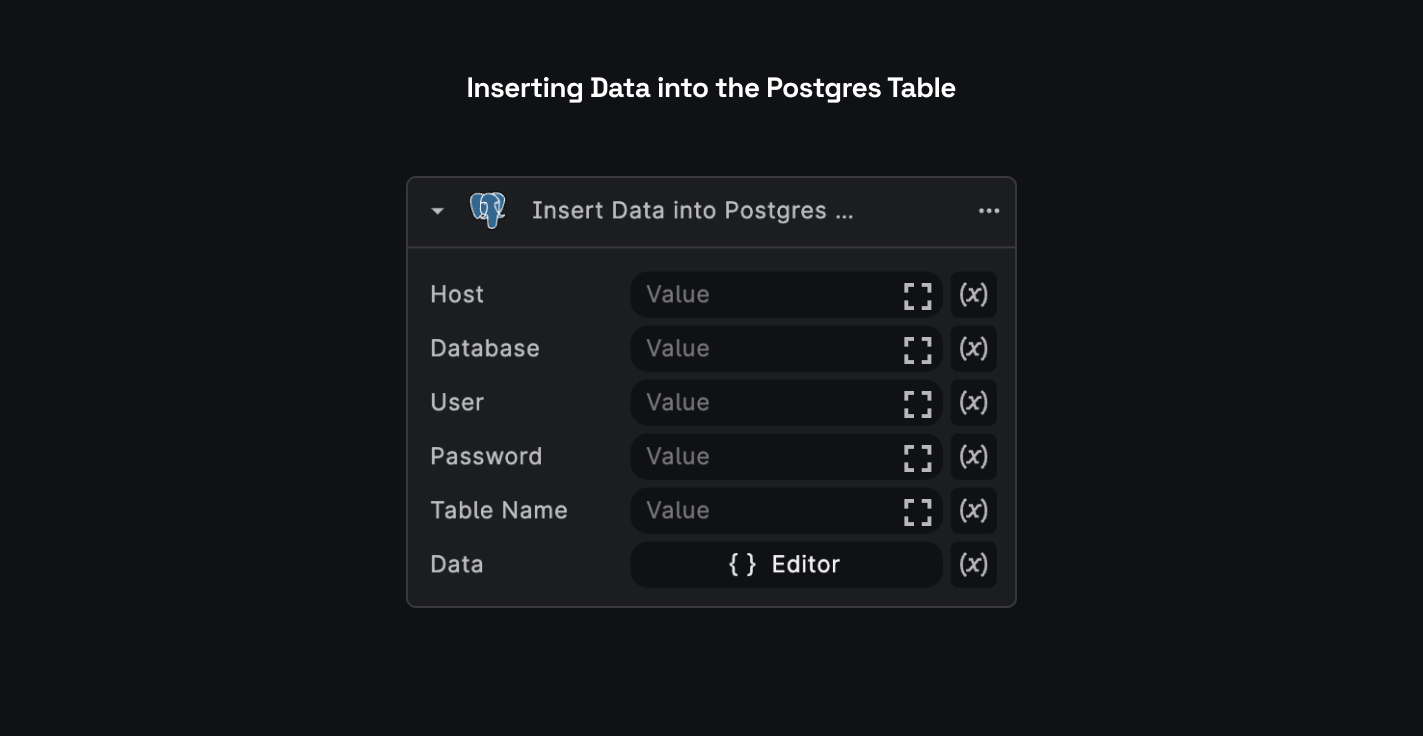 Inserting Data into the Postgres Table
Insert Data into Postgres ...
Host Value (x)
Database Value (x)
User Value (x)
Password Value (x)
Table Name Value (x)
Data { } Editor (x)